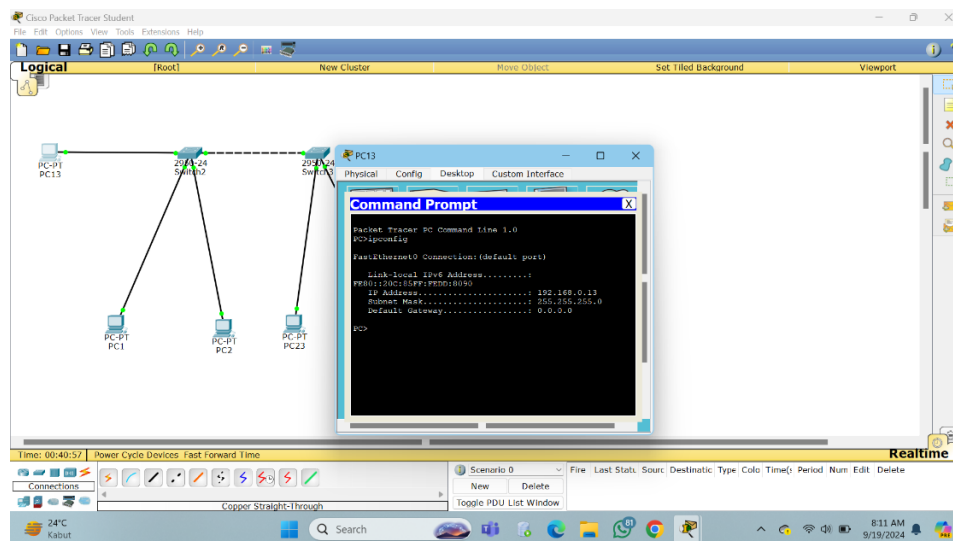 Cisco Packet Tracer Student
File Edit Options View Tools Extensions Help
Logical [Root] New Cluster Move Object Set Tiled Background Viewport
PC-PT
PC13
2950-24
Switch2
2950-24
Switch3
PC-PT
PC1
PC-PT
PC2
PC-PT
PC23
PC13
Physical Config Desktop Custom Interface
Command Prompt X
Packet Tracer PC Command Line 1.0
PC>ipconfig
FastEthernet0 Connection:(default port)
Link-local IPv6 Address.........:
FE80::20C:85FF:FEDD:8090
IP Address......................: 192.168.0.13
Subnet Mask.....................: 255.255.255.0
Default Gateway.................: 0.0.0.0
PC>
Time: 00:40:57 Power Cycle Devices Fast Forward Time
Realtime
Connections
Copper Straight-Through
Scenario 0
New Delete
Toggle PDU List Window
Fire Last Statu Sourc Destinatic Type Colo Time(s Period Num Edit Delete
24°C
Kabut
Search
8:11 AM
9/19/2024